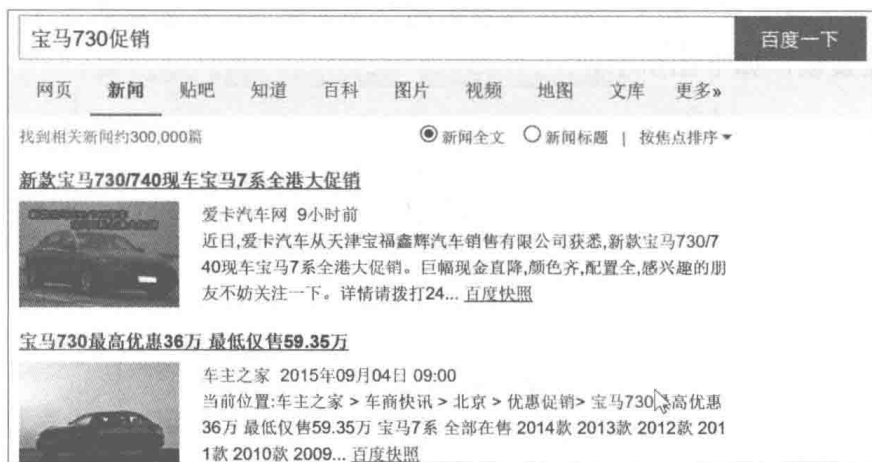 宝马730促销
百度一下
网页 新闻 贴吧 知道 百科 图片 视频 地图 文库 更多»
找到相关新闻约300,000篇
新闻全文 新闻标题 | 按焦点排序
新款宝马730/740现车宝马7系全港大促销
爱卡汽车网 9小时前
近日,爱卡汽车从天津宝福鑫辉汽车销售有限公司获悉,新款宝马730/7
40现车宝马7系全港大促销。巨幅现金直降,颜色齐,配置全,感兴趣的朋
友不妨关注一下。详情请拨打24... 百度快照
宝马730最高优惠36万 最低仅售59.35万
车主之家 2015年09月04日 09:00
当前位置:车主之家 > 车商快讯 > 北京 > 优惠促销> 宝马730 高优惠
36万 最低仅售59.35万 宝马7系 全部在售 2014款 2013款 2012款 201
1款 2010款 2009... 百度快照